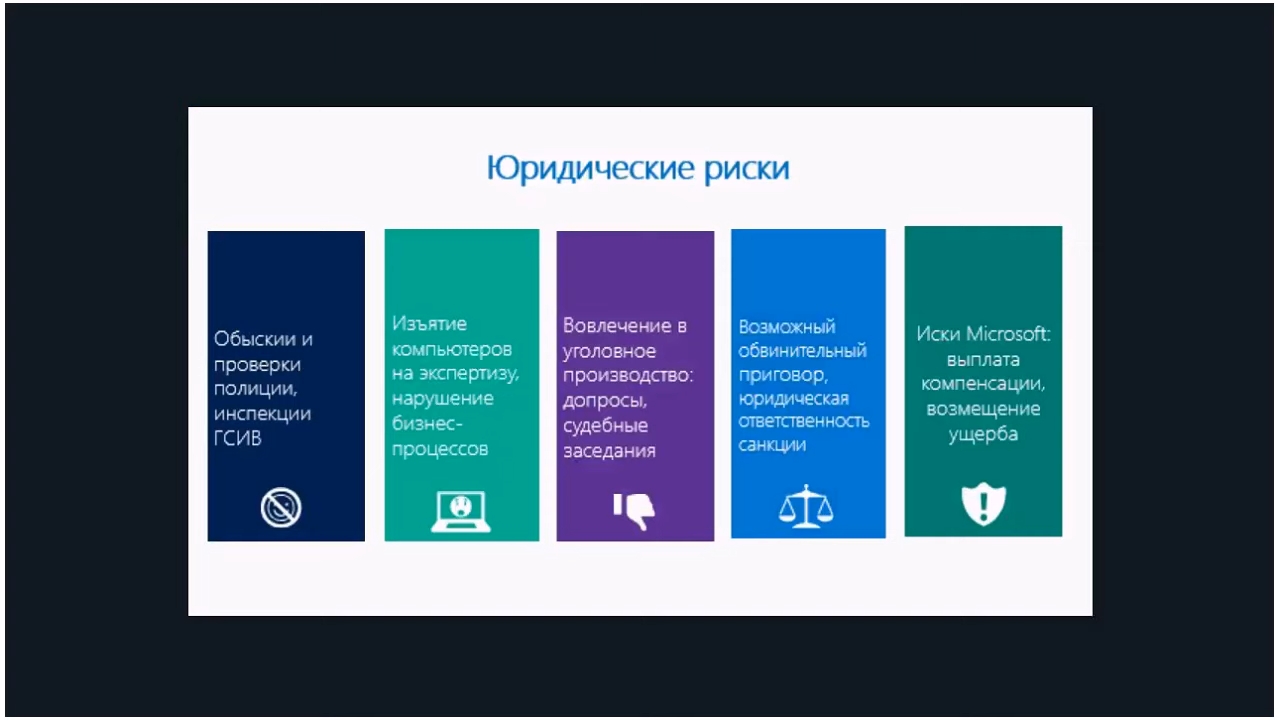 Юридические риски
Обыскии и
проверки
полиции,
инспекции
ГСИВ
Изъятие
компьютеров
на экспертизу,
нарушение
бизнес-
процессов
Вовлечение в
уголовное
производство:
допросы,
судебные
заседания
Возможный
обвинительный
приговор,
юридическая
ответственность
санкции
Иски Microsoft:
выплата
компенсации,
возмещение
ущерба